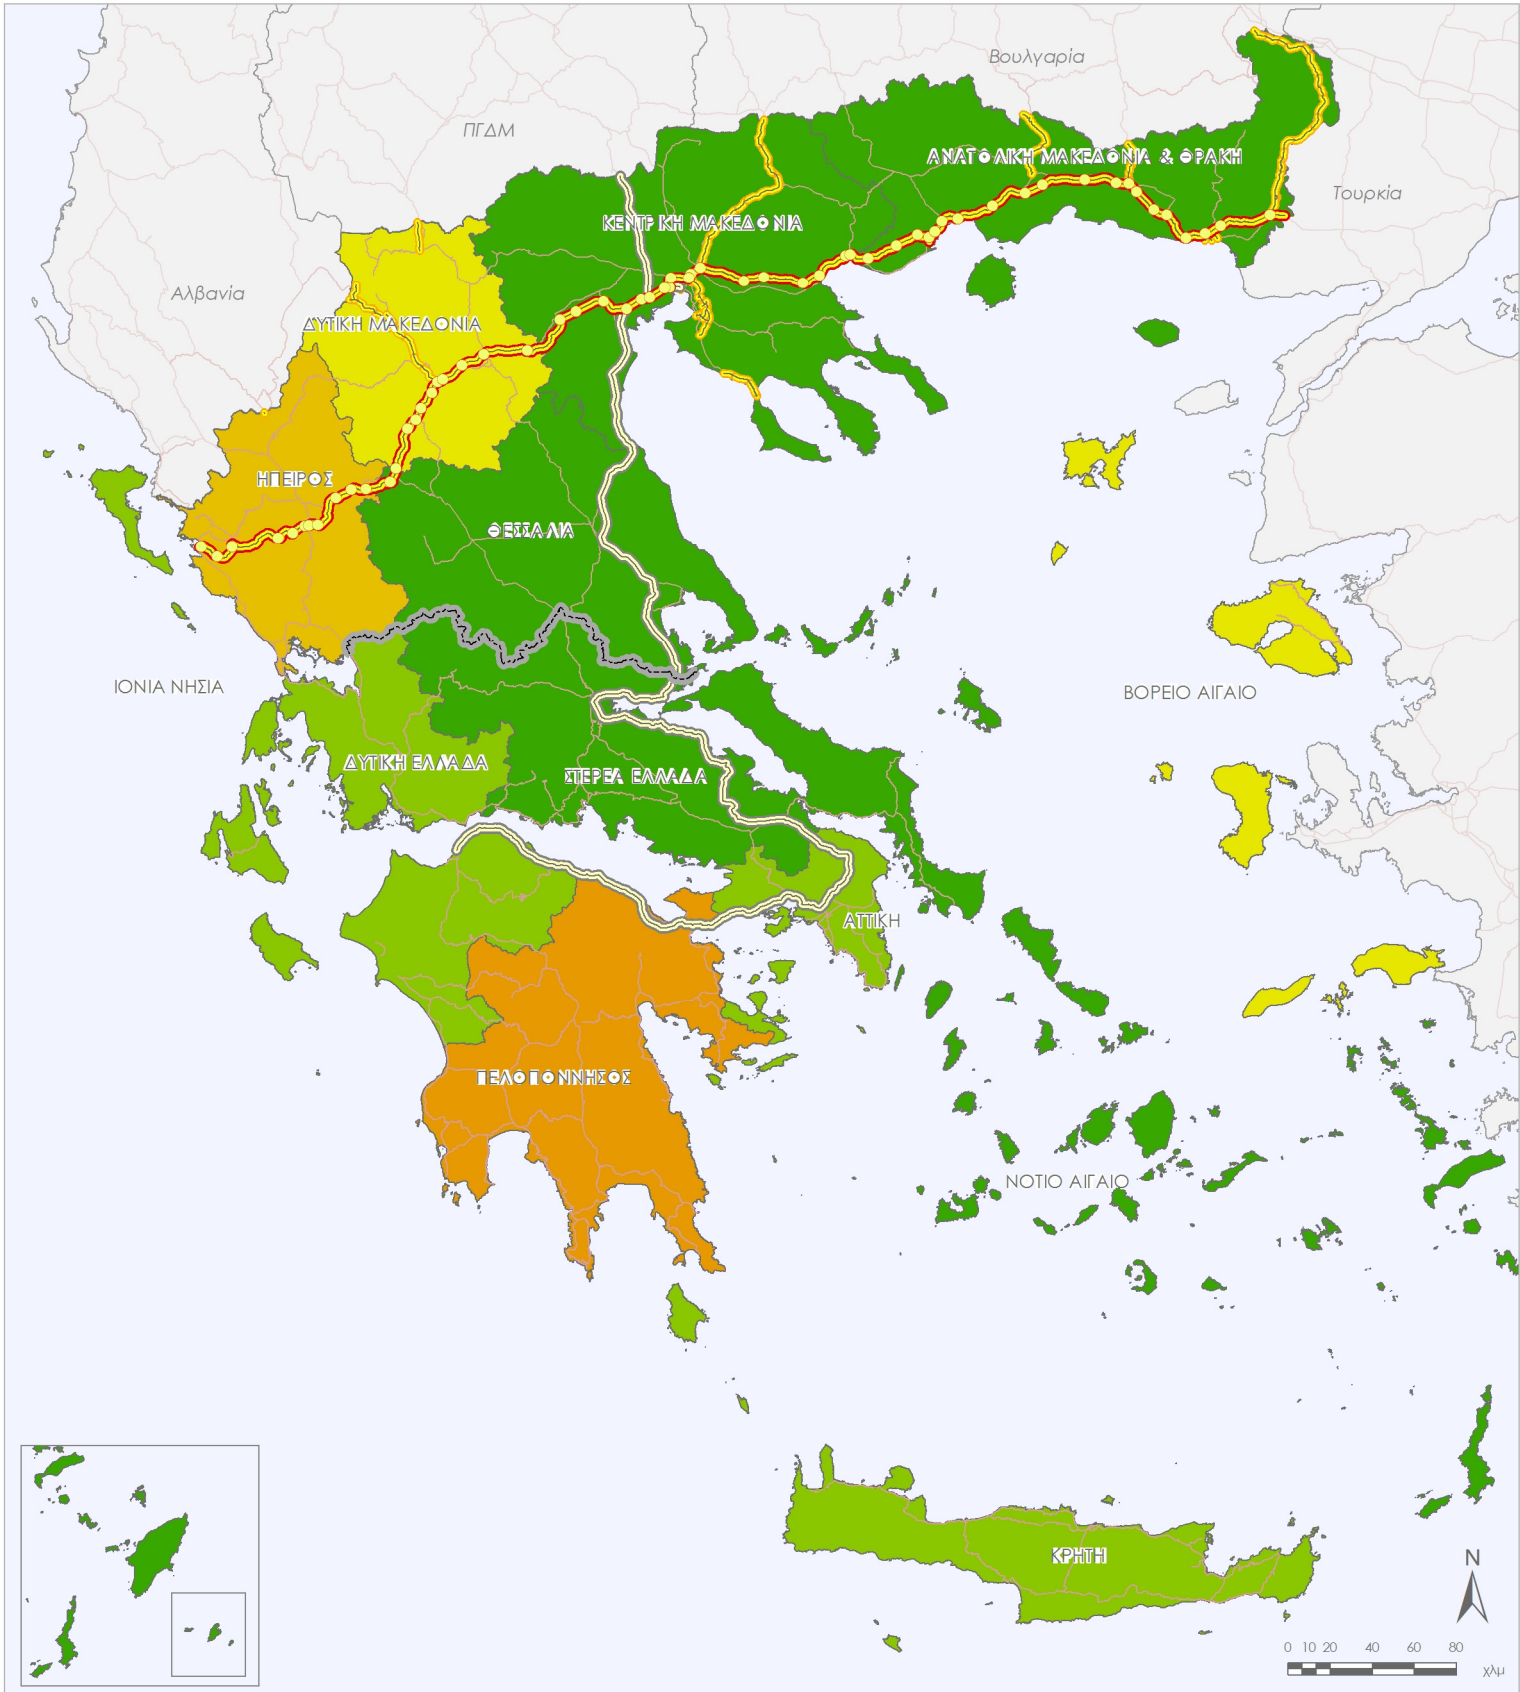 Βουλγαρία
ΠΓΔΜ
ΑΝΑΤΟΛΙΚΗ ΜΑΚΕΔΟΝΙΑ & ΘΡΑΚΗ
Τουρκία
ΚΕΝΤΡΙΚΗ ΜΑΚΕΔΟΝΙΑ
Αλβανία
ΔΥΤΙΚΗ ΜΑΚΕΔΟΝΙΑ
ΗΠΕΙΡΟΣ
ΘΕΣΣΑΛΙΑ
ΙΟΝΙΑ ΝΗΣΙΑ
ΒΟΡΕΙΟ ΑΙΓΑΙΟ
ΔΥΤΙΚΗ ΕΛΛΑΔΑ
ΣΤΕΡΕΑ ΕΛΛΑΔΑ
ΑΤΤΙΚΗ
ΠΕΛΟΠΟΝΝΗΣΟΣ
ΝΟΤΙΟ ΑΙΓΑΙΟ
ΚΡΗΤΗ
N
0 10 20 40 60 80
χλμ